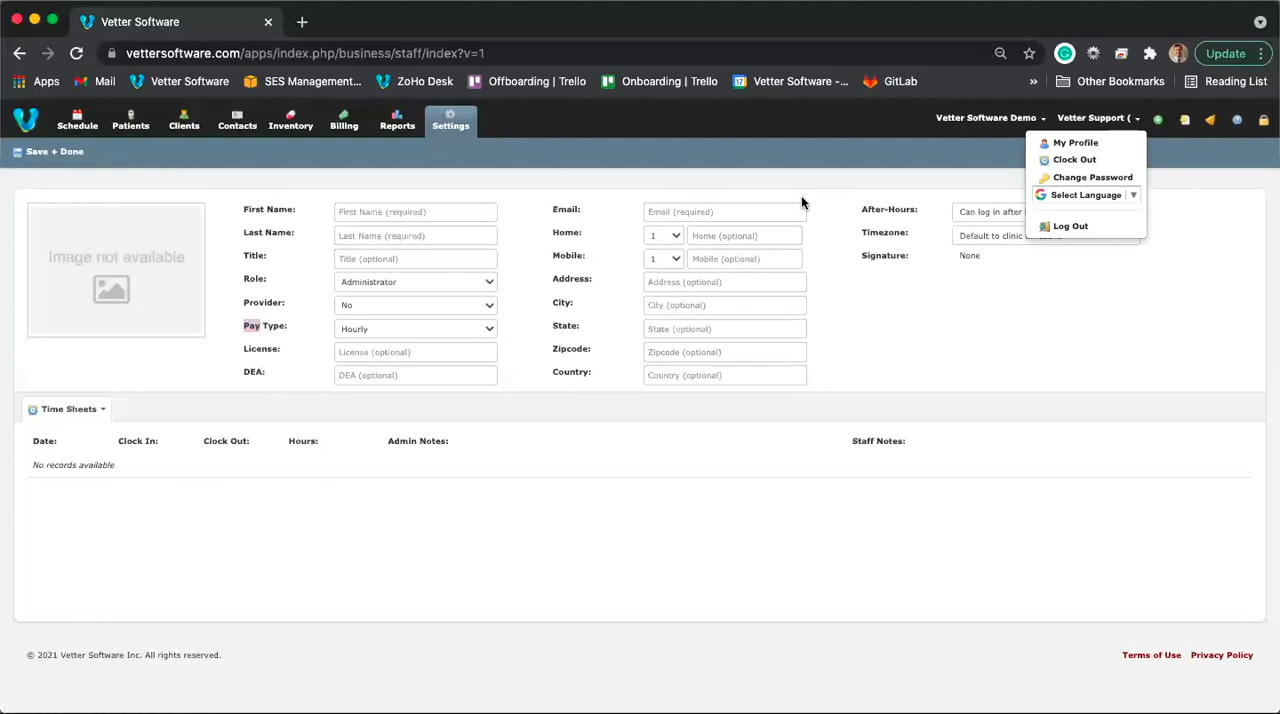 Vetter Software
vettersoftware.com/apps/index.php/business/staff/index?v=1
Update
Apps
Mail
Vetter Software
SES Management...
ZoHo Desk
Offboarding | Trello
Onboarding | Trello
Vetter Software -...
GitLab
»
Other Bookmarks
Reading List
Schedule
Patients
Clients
Contacts
Inventory
Billing
Reports
Settings
Vetter Software Demo
Vetter Support (
Save + Done
My Profile
Clock Out
Change Password
Select Language
Log Out
Image not available
First Name: First Name (required)
Last Name: Last Name (required)
Title: Title (optional)
Role: Administrator
Provider: No
Pay Type: Hourly
License: License (optional)
DEA: DEA (optional)
Email: Email (required)
Home: 1 Home (optional)
Mobile: 1 Mobile (optional)
Address: Address (optional)
City: City (optional)
State: State (optional)
Zipcode: Zipcode (optional)
Country: Country (optional)
After-Hours: Can log in after
Timezone: Default to clinic
Signature: None
Time Sheets
Date: Clock In: Clock Out: Hours: Admin Notes: Staff Notes:
No records available
© 2021 Vetter Software Inc. All rights reserved.
Terms of Use Privacy Policy